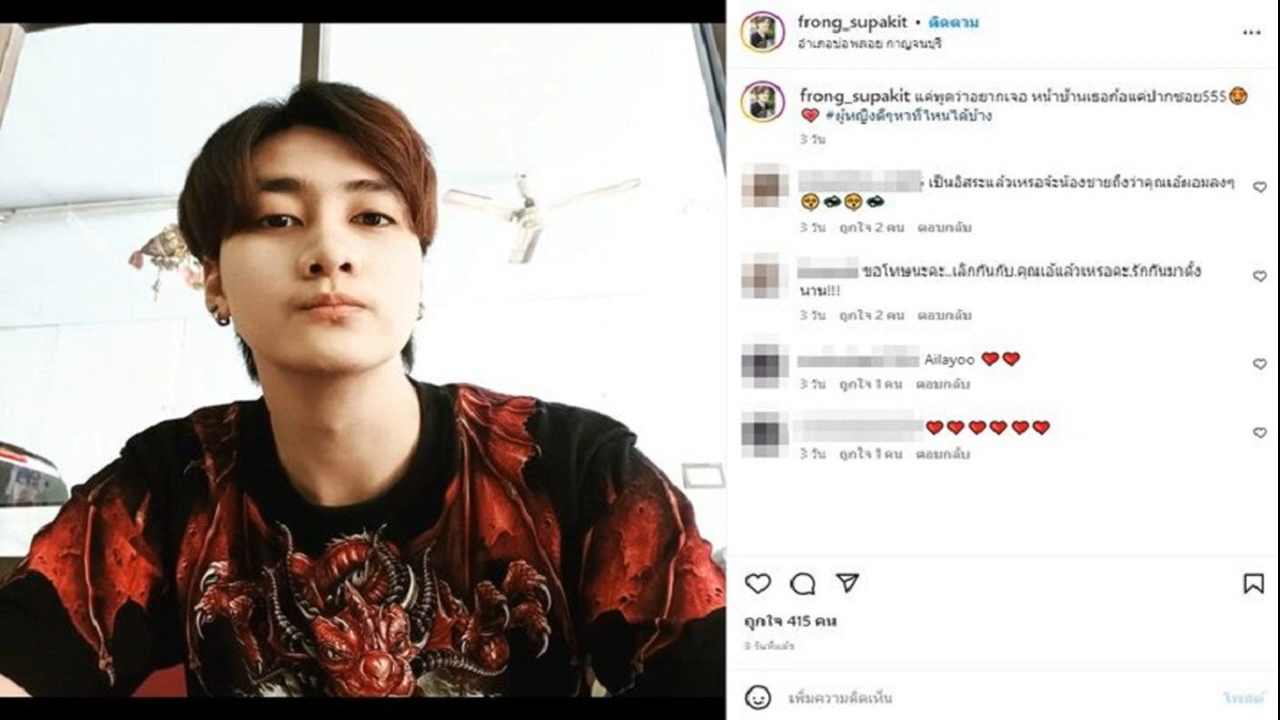 frong_supakit • ติดตาม
อำเภอบ่อพลอย กาญจนบุรี
frong_supakit แค่พูดว่าอยากเจอ หน้าบ้านเธอก้อแค่ปากซอย555😍
❤️ #ผู้หญิงดีๆหาที่ไหนได้บ้าง
3 วัน
เป็นอิสระแล้วเหรอจ้ะน้องชายถึงว่าคุณเอ้ผอมลงๆ
3 วัน ถูกใจ 2 คน ตอบกลับ
ขอโทษนะคะ..เลิกกันกับ.คุณเอ้แล้วเหรอคะ.รักกันมาตั้ง
นาน!!!
3 วัน ถูกใจ 2 คน ตอบกลับ
Ailayoo ❤️❤️
3 วัน ถูกใจ 1 คน ตอบกลับ
❤️❤️❤️❤️❤️❤️
3 วัน ถูกใจ 1 คน ตอบกลับ
ถูกใจ 415 คน
3 วันที่แล้ว
เพิ่มความคิดเห็น
โพสต์